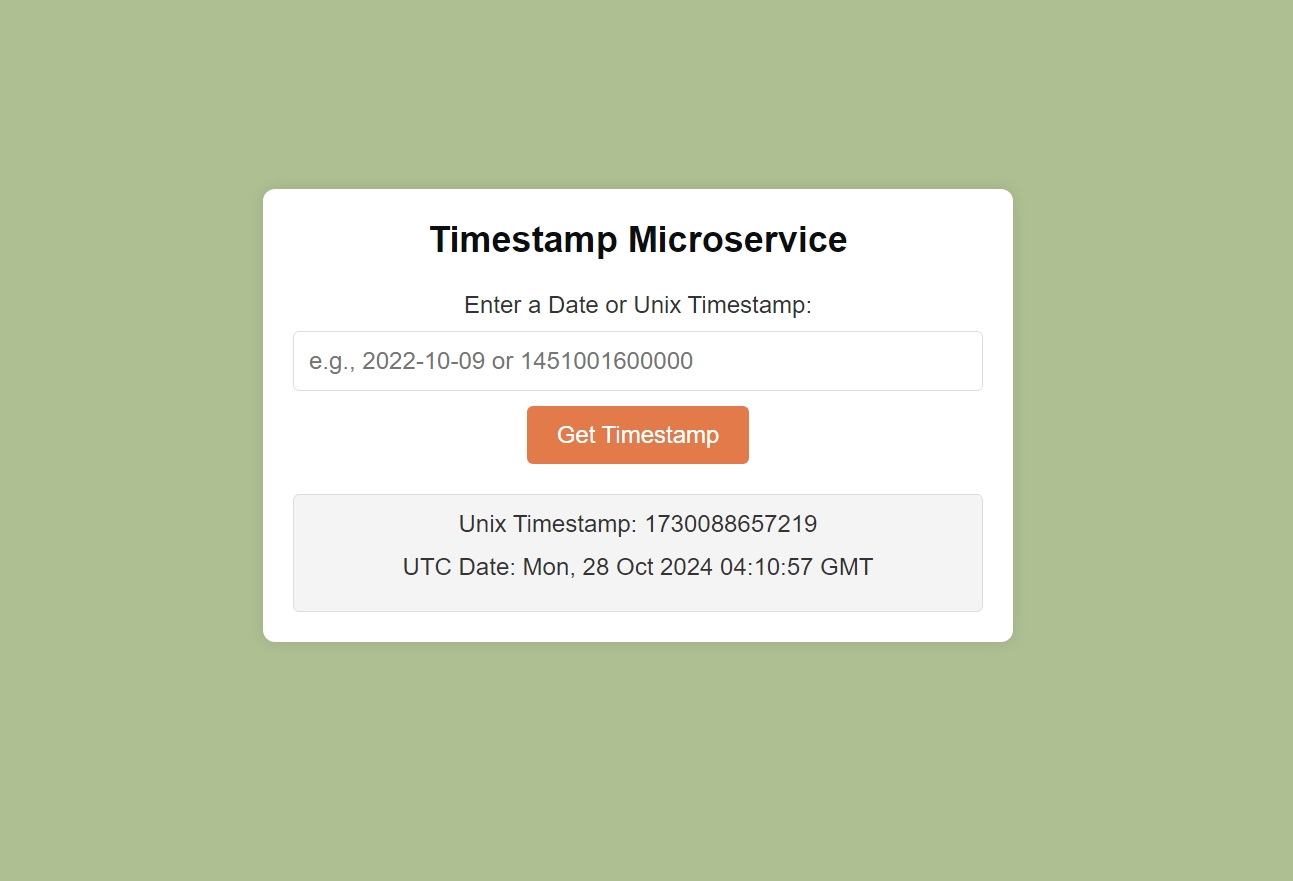 Timestamp Microservice
Enter a Date or Unix Timestamp:
e.g., 2022-10-09 or 1451001600000
Get Timestamp
Unix Timestamp: 1730088657219
UTC Date: Mon, 28 Oct 2024 04:10:57 GMT